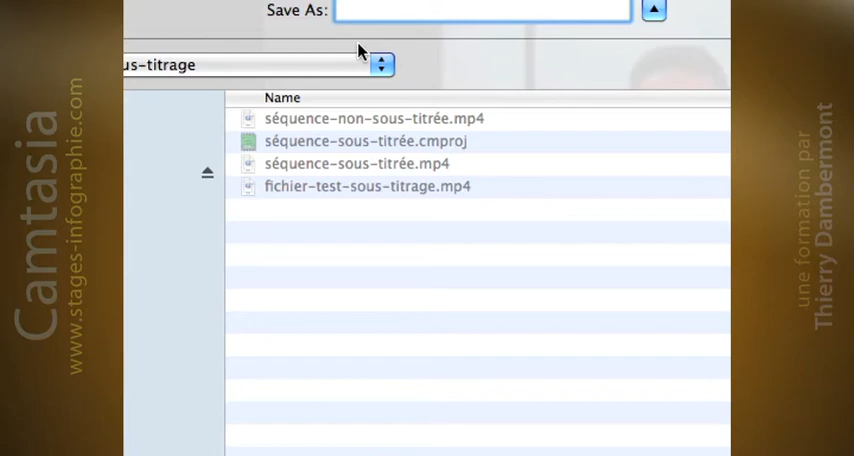 Save As:
us-titrage
Name
séquence-non-sous-titrée.mp4
séquence-sous-titrée.cmproj
séquence-sous-titrée.mp4
fichier-test-sous-titrage.mp4
Camtasia
www.stages-infographie.com
une formation par
Thierry Dambermont